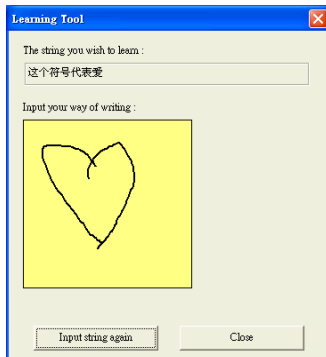 Learning Tool
The string you wish to learn :
这个符号代表爱
Input your way of writing :
Input string again
Close